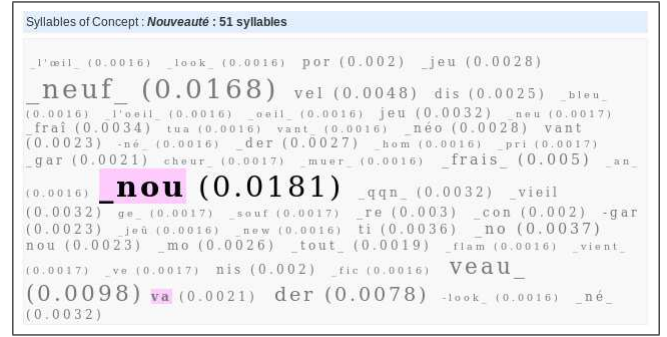 Syllables of Concept : Nouveauté : 51 syllables
_l'œil_ (0.0016) _look_ (0.0016) por (0.002) _jeu (0.0028)
_neuf_ (0.0168) vel (0.0048) dis (0.0025) _bleu_
(0.0016) _l'oeil_ (0.0016) _oeil_ (0.0016) jeu (0.0032) _neu (0.0017)
_fraî (0.0034) tua (0.0016) vant_ (0.0016) _néo (0.0028) vant
(0.0023) -né_ (0.0016) _der (0.0027) _hom (0.0016) _pri (0.0017)
_gar (0.0021) cheur_ (0.0017) _muer_ (0.0016) _frais_ (0.005) _an_
(0.0016) _nou (0.0181) _qqn_ (0.0032) _vieil
(0.0032) ge_ (0.0017) _souf (0.0017) _re (0.003) _con (0.002) -gar
(0.0023) _jeû (0.0016) _new (0.0016) ti (0.0036) _no (0.0037)
nou (0.0023) _mo (0.0026) _tout_ (0.0019) _flam (0.0016) _vient_
(0.0017) _ve (0.0017) nis (0.002) _fic (0.0016) veau_
(0.0098) va (0.0021) der (0.0078) -look_ (0.0016) _né_
(0.0032)